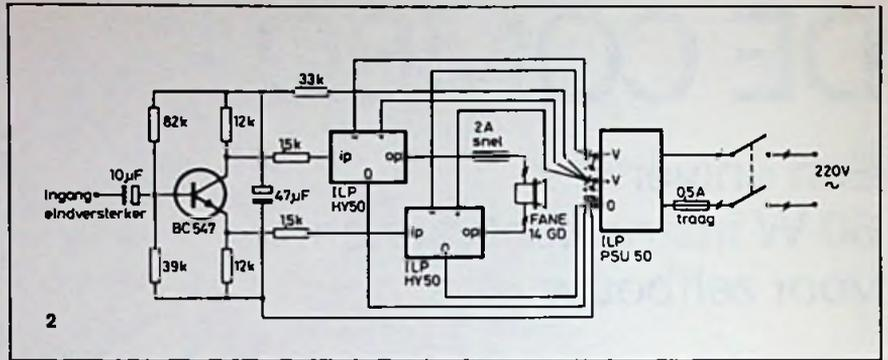 33k
82k
12k
15k
2A
snel
ip
op
0
-
+
-V
+V
0
220V
~
10µF
Ingang
eindversterker
BC547
47µF
ILP
HY50
FANE
14 GD
0,5A
traag
ILP
PSU 50
15k
ip
op
0
-
+
39k
12k
ILP
HY50
2